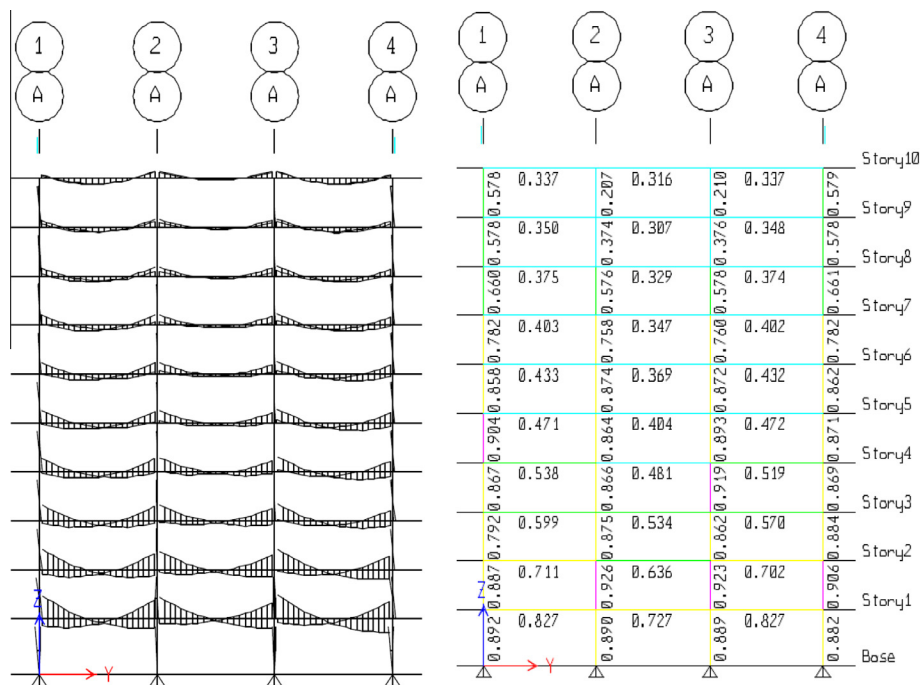 1 2 3 4
A A A A
Z
Y
1 2 3 4
A A A A
Story10
0.578 0.337 0.207 0.316 0.210 0.337 0.579
Story9
0.578 0.350 0.374 0.307 0.376 0.348 0.578
Story8
0.660 0.375 0.576 0.329 0.578 0.374 0.661
Story7
0.782 0.403 0.758 0.347 0.760 0.402 0.782
Story6
0.858 0.433 0.874 0.369 0.872 0.432 0.862
Story5
0.904 0.471 0.864 0.404 0.893 0.472 0.871
Story4
0.867 0.538 0.866 0.481 0.919 0.519 0.869
Story3
0.792 0.599 0.875 0.534 0.862 0.570 0.884
Story2
0.887 0.711 0.926 0.636 0.923 0.702 0.906
Z
Story1
0.892 0.827 0.890 0.727 0.889 0.827 0.882
Base
Y